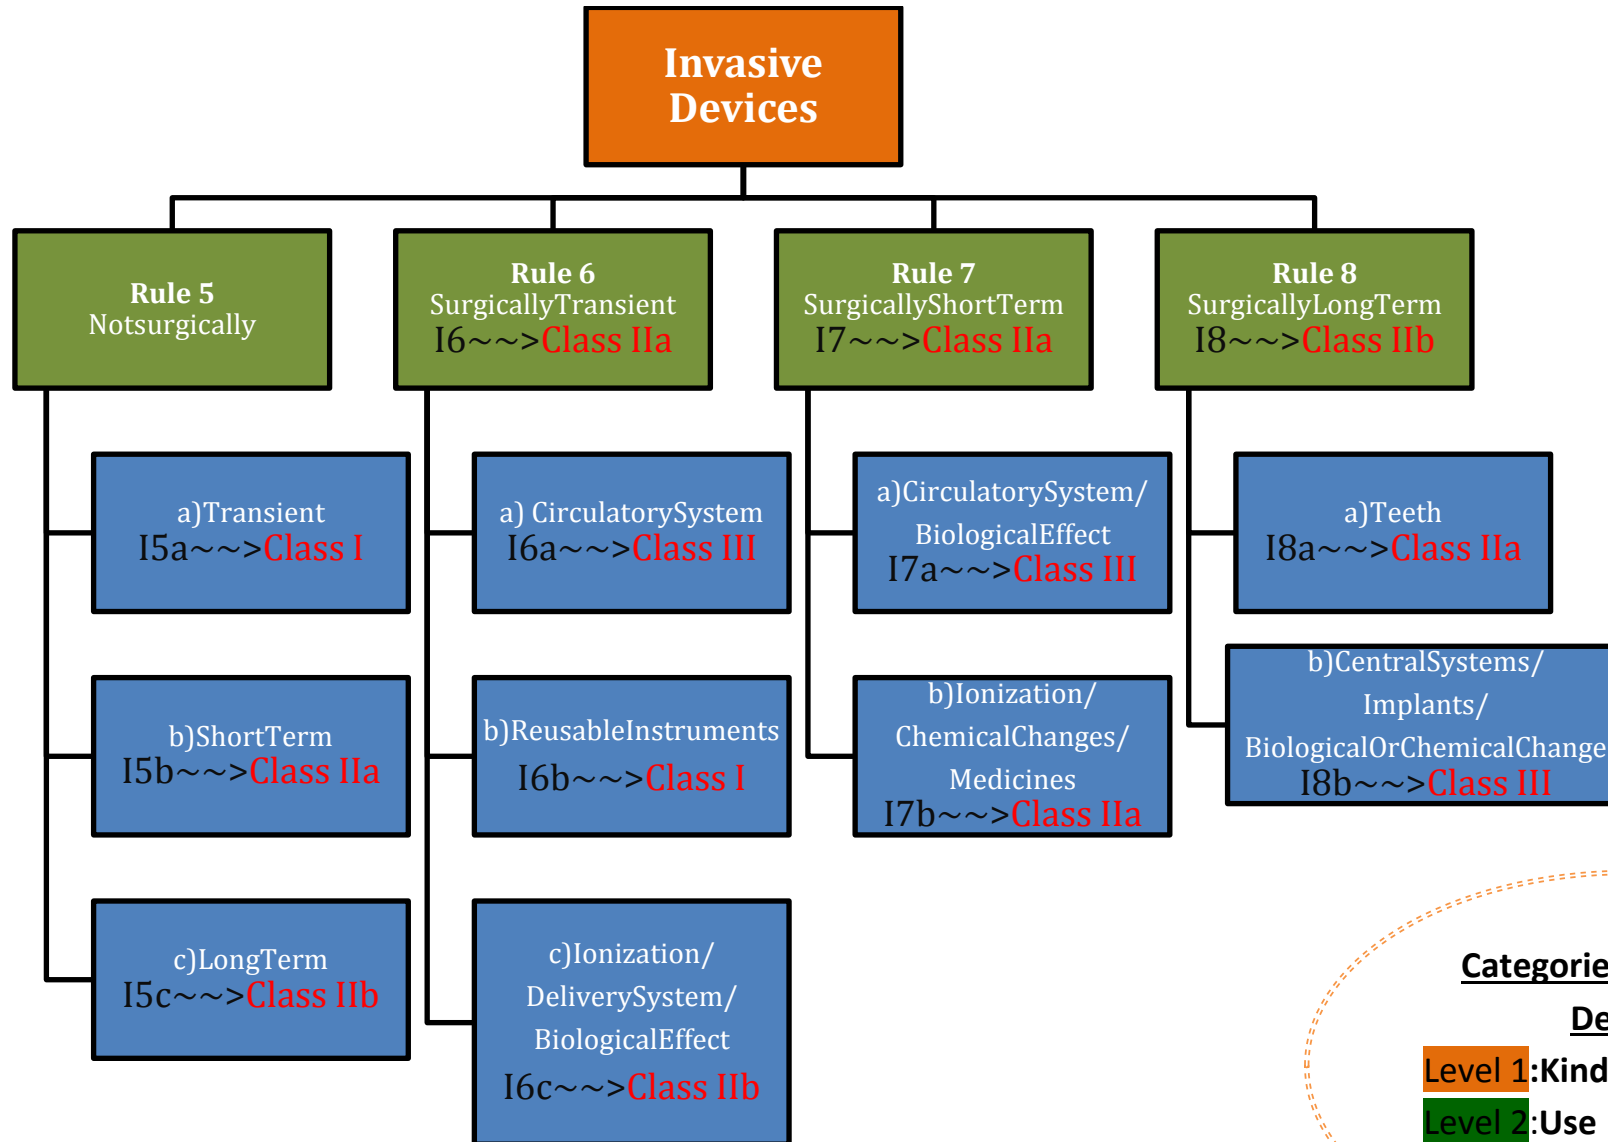 Invasive
Devices
Rule 5
Notsurgically
Rule 6
SurgicallyTransient
I6~~>Class IIa
Rule 7
SurgicallyShortTerm
I7~~>Class IIa
Rule 8
SurgicallyLongTerm
I8~~>Class IIb
a)Transient
I5a~~>Class I
b)ShortTerm
I5b~~>Class IIa
c)LongTerm
I5c~~>Class IIb
a) CirculatorySystem
I6a~~>Class III
b)ReusableInstruments
I6b~~>Class I
c)Ionization/
DeliverySystem/
BiologicalEffect
I6c~~>Class IIb
a)CirculatorySystem/
BiologicalEffect
I7a~~>Class III
b)Ionization/
ChemicalChanges/
Medicines
I7b~~>Class IIa
a)Teeth
I8a~~>Class IIa
b)CentralSystems/
Implants/
BiologicalOrChemicalChange
I8b~~>Class III
Categorie
De
Level 1:Kind
Level 2:Use